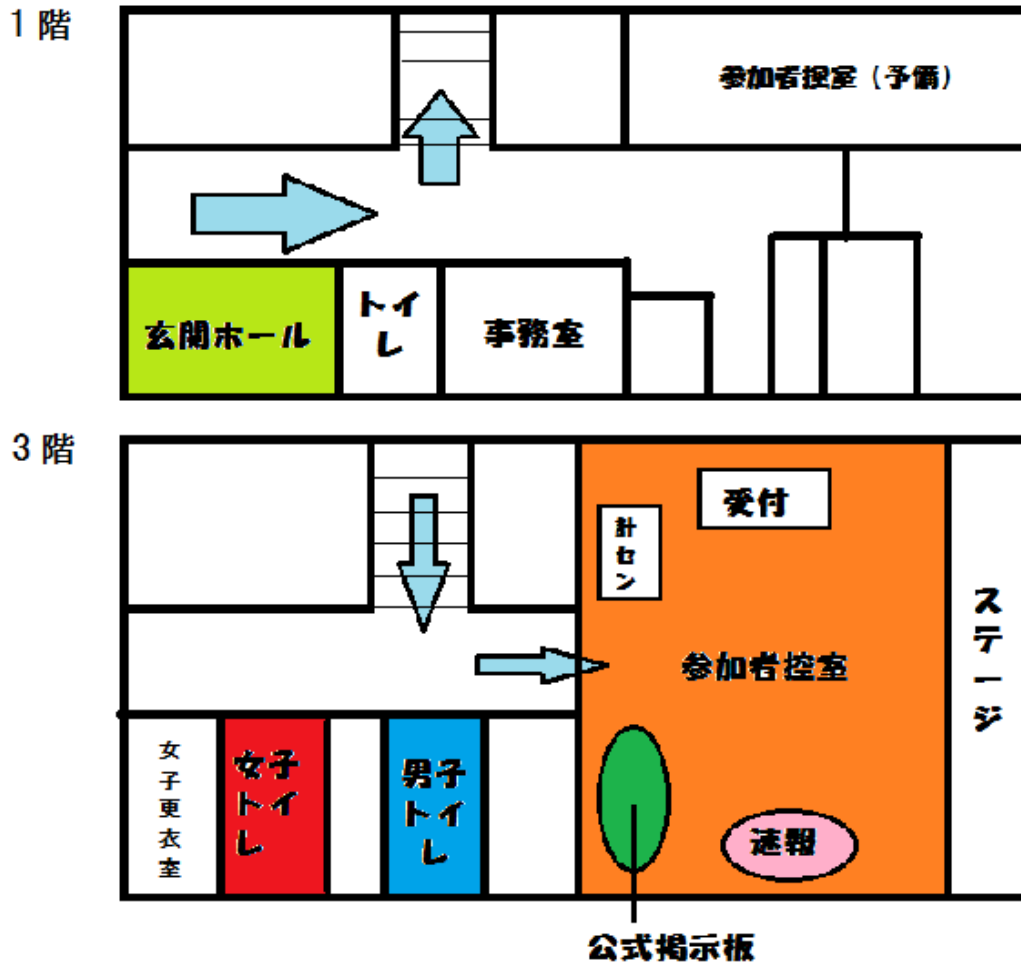 1階
参加者控室(予備)
玄関ホール
トイ
レ
事務室
3階
受付
計セン
ステージ
参加者控室
女子更衣室
女子
トイ
レ
男子
トイ
レ
速報
公式掲示板